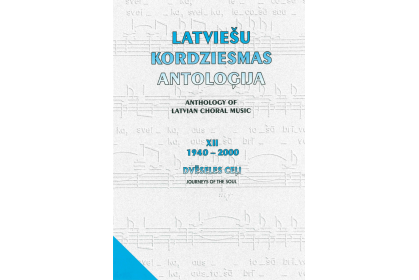 LATVIEŠU
KORDZIESMAS
ANTOLOĢIJA
ANTHOLOGY OF
LATVIAN CHORAL MUSIC
XII
1940 – 2000
DVĒSELES CEĻI
JOURNEYS OF THE SOUL